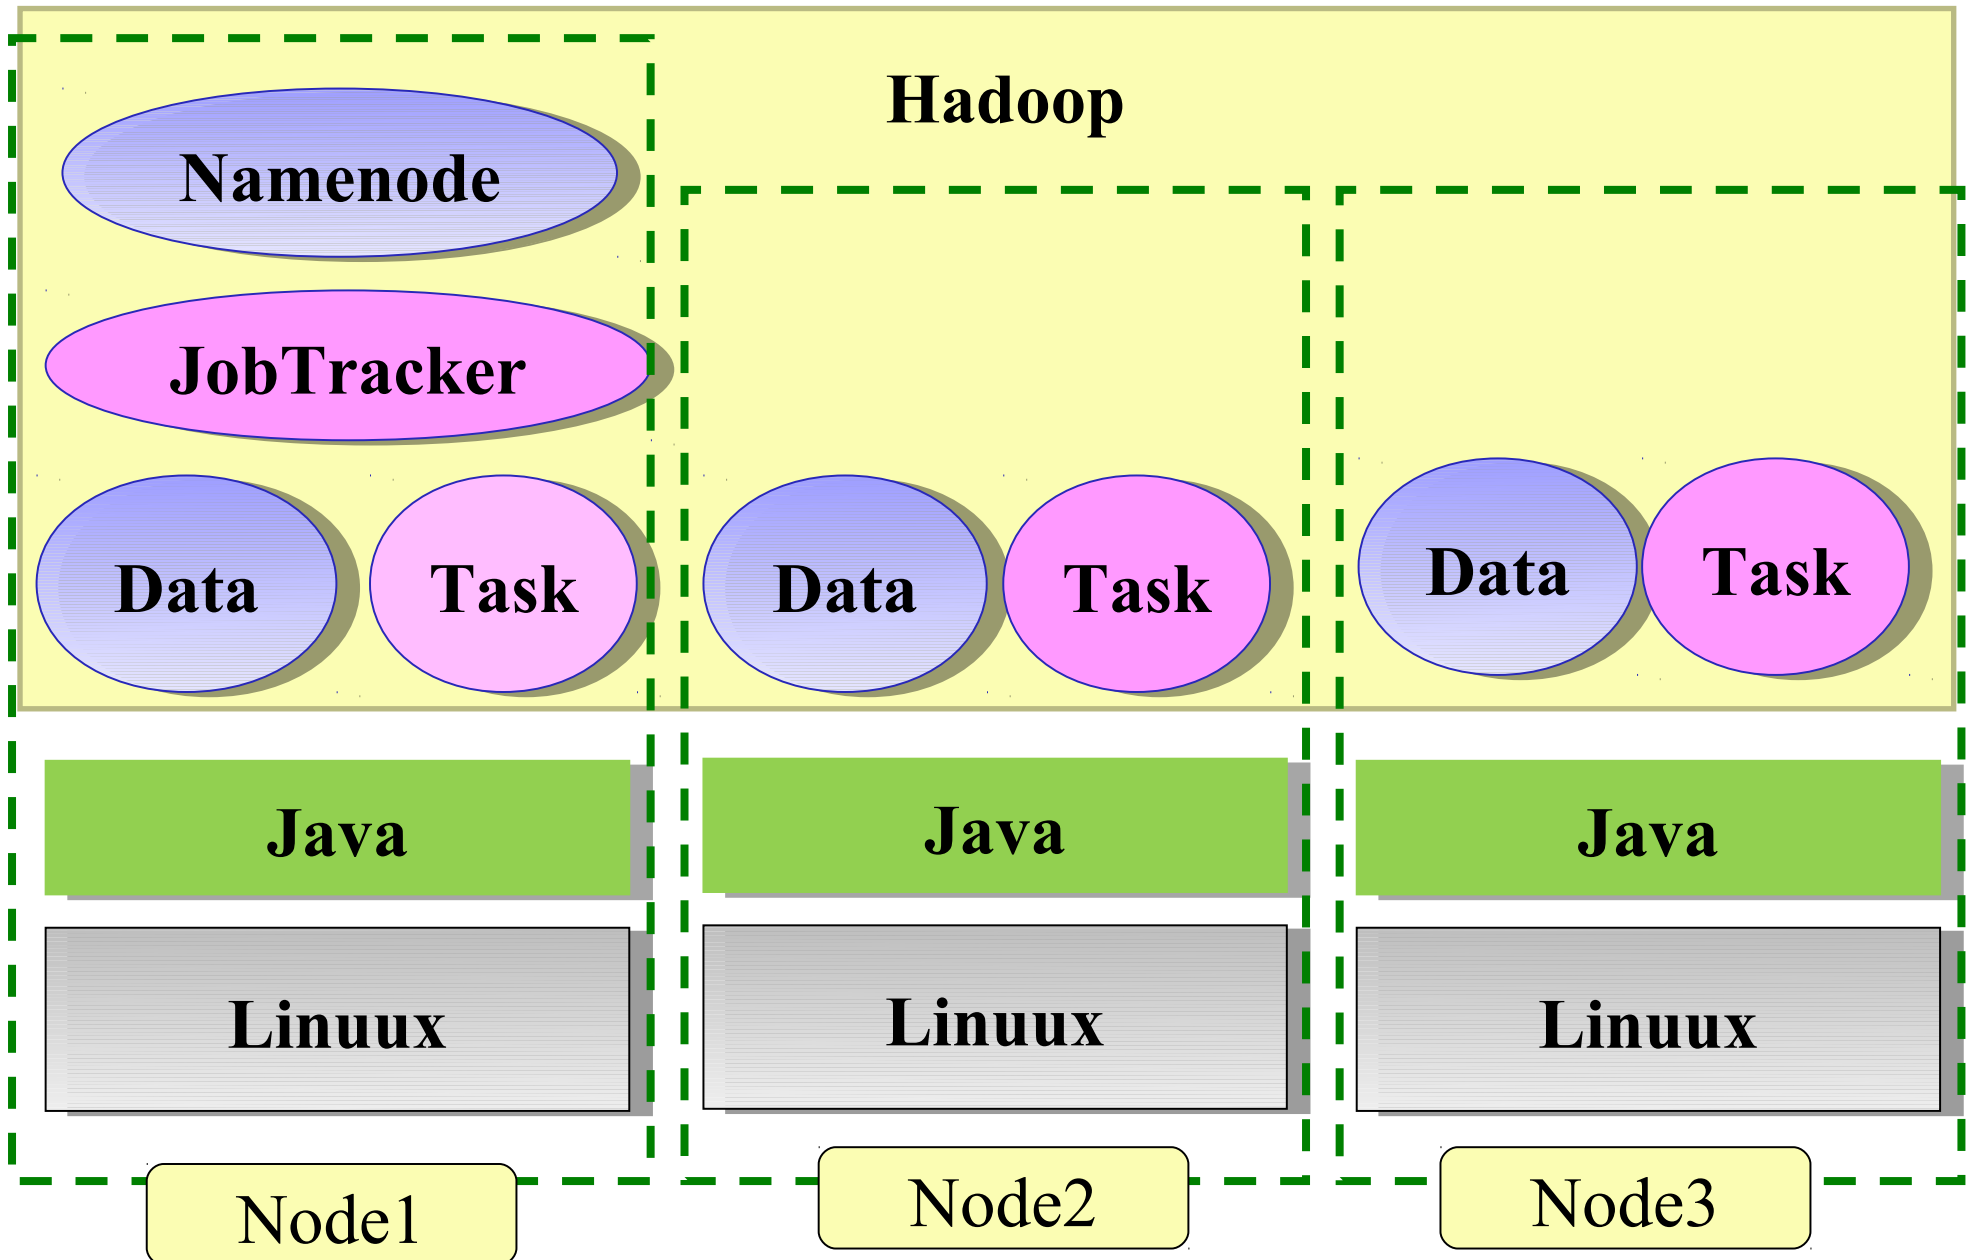 Hadoop
Namenode
JobTracker
Data
Task
Data
Task
Data
Task
Java
Java
Java
Linuux
Linuux
Linuux
Node1
Node2
Node3